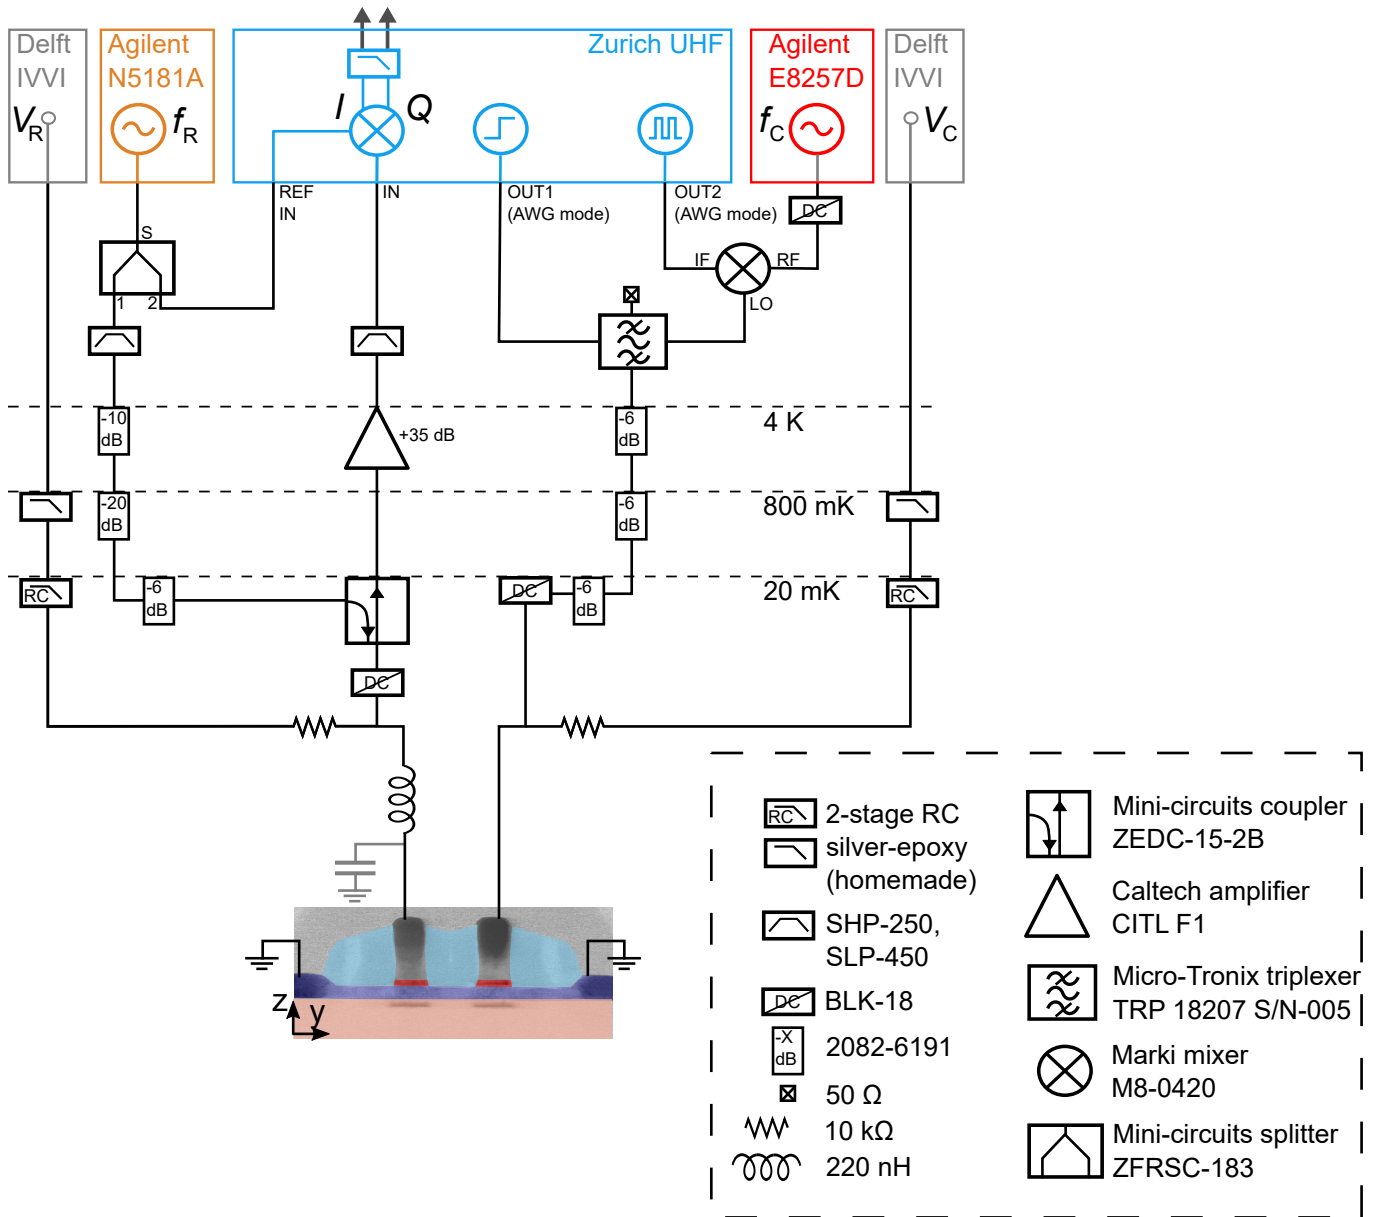 Delft
IVVI
V_R
Agilent
N5181A
f_R
Zurich UHF
I
Q
Agilent
E8257D
f_C
Delft
IVVI
V_C
REF
IN
IN
OUT1
(AWG mode)
OUT2
(AWG mode)
DC
S
1
2
IF
RF
LO
-10
dB
+35 dB
-6
dB
4 K
-20
dB
-6
dB
800 mK
RC
-6
dB
DC
-6
dB
20 mK
RC
DC
z
y
RC
2-stage RC
silver-epoxy
(homemade)
SHP-250,
SLP-450
DC
BLK-18
-X
dB
2082-6191
50 Ω
10 kΩ
220 nH
Mini-circuits coupler
ZEDC-15-2B
Caltech amplifier
CITL F1
Micro-Tronix triplexer
TRP 18207 S/N-005
Marki mixer
M8-0420
Mini-circuits splitter
ZFRSC-183